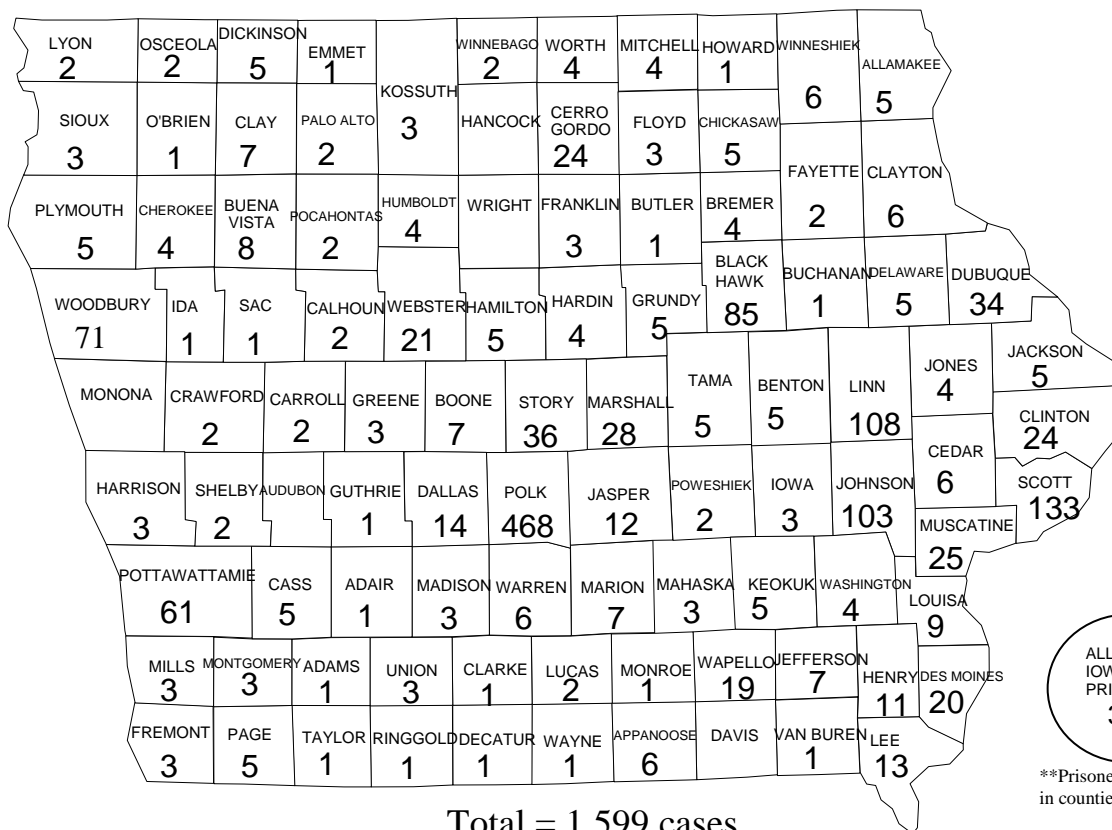 LYON OSCEOLA DICKINSON EMMET KOSSUTH WINNEBAGO WORTH MITCHELL HOWARD WINNESHIEK ALLAMAKEE
2 2 5 1 3 2 4 4 1 6 5
SIOUX O'BRIEN CLAY PALO ALTO HANCOCK CERRO GORDO FLOYD CHICKASAW
3 1 7 2 24 3 5
FAYETTE CLAYTON
2 6
PLYMOUTH CHEROKEE BUENA VISTA POCAHONTAS HUMBOLDT WRIGHT FRANKLIN BUTLER BREMER
5 4 8 2 4 3 1 4
WOODBURY IDA SAC CALHOUN WEBSTER HAMILTON HARDIN GRUNDY BLACK HAWK BUCHANAN DELAWARE DUBUQUE
71 1 1 2 21 5 4 5 85 1 5 34
MONONA CRAWFORD CARROLL GREENE BOONE STORY MARSHALL TAMA BENTON LINN JONES JACKSON
2 2 3 7 36 28 5 5 108 4 5
CLINTON
24
HARRISON SHELBY AUDUBON GUTHRIE DALLAS POLK JASPER POWESHIEK IOWA JOHNSON CEDAR SCOTT
3 2 1 14 468 12 2 3 103 6 133
MUSCATINE
25
POTTAWATTAMIE CASS ADAIR MADISON WARREN MARION MAHASKA KEOKUK WASHINGTON LOUISA
61 5 1 3 6 7 3 5 4 9
MILLS MONTGOMERY ADAMS UNION CLARKE LUCAS MONROE WAPELLO JEFFERSON HENRY DES MOINES
3 3 1 3 1 2 1 19 7 11 20
FREMONT PAGE TAYLOR RINGGOLD DECATUR WAYNE APPANOOSE DAVIS VAN BUREN LEE
3 5 1 1 1 1 6 1 13
ALL
IOW
PRI
**Prisone
in countie
Total = 1,599 cases